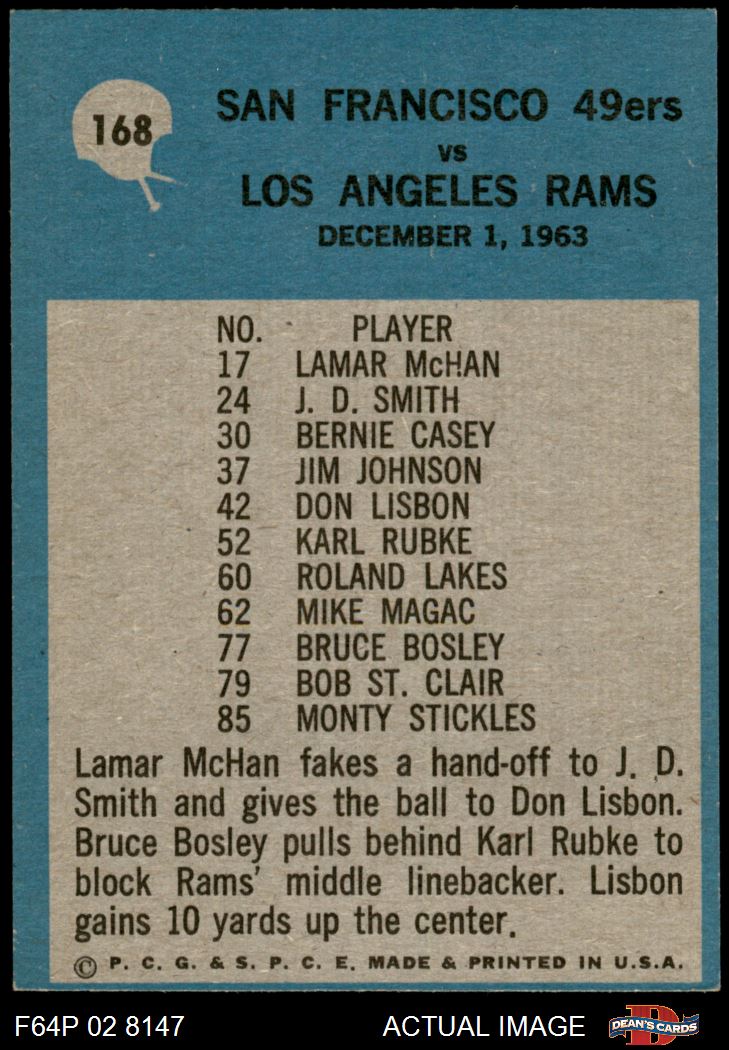 168
SAN FRANCISCO 49ers
vs
LOS ANGELES RAMS
DECEMBER 1, 1963
NO. PLAYER
17 LAMAR McHAN
24 J. D. SMITH
30 BERNIE CASEY
37 JIM JOHNSON
42 DON LISBON
52 KARL RUBKE
60 ROLAND LAKES
62 MIKE MAGAC
77 BRUCE BOSLEY
79 BOB ST. CLAIR
85 MONTY STICKLES
Lamar McHan fakes a hand-off to J. D.
Smith and gives the ball to Don Lisbon.
Bruce Bosley pulls behind Karl Rubke to
block Rams' middle linebacker. Lisbon
gains 10 yards up the center.
© P. C. G. & S. P. C. E. MADE & PRINTED IN U.S.A.
F64P 02 8147
ACTUAL IMAGE
D
DEAN'S CARDS